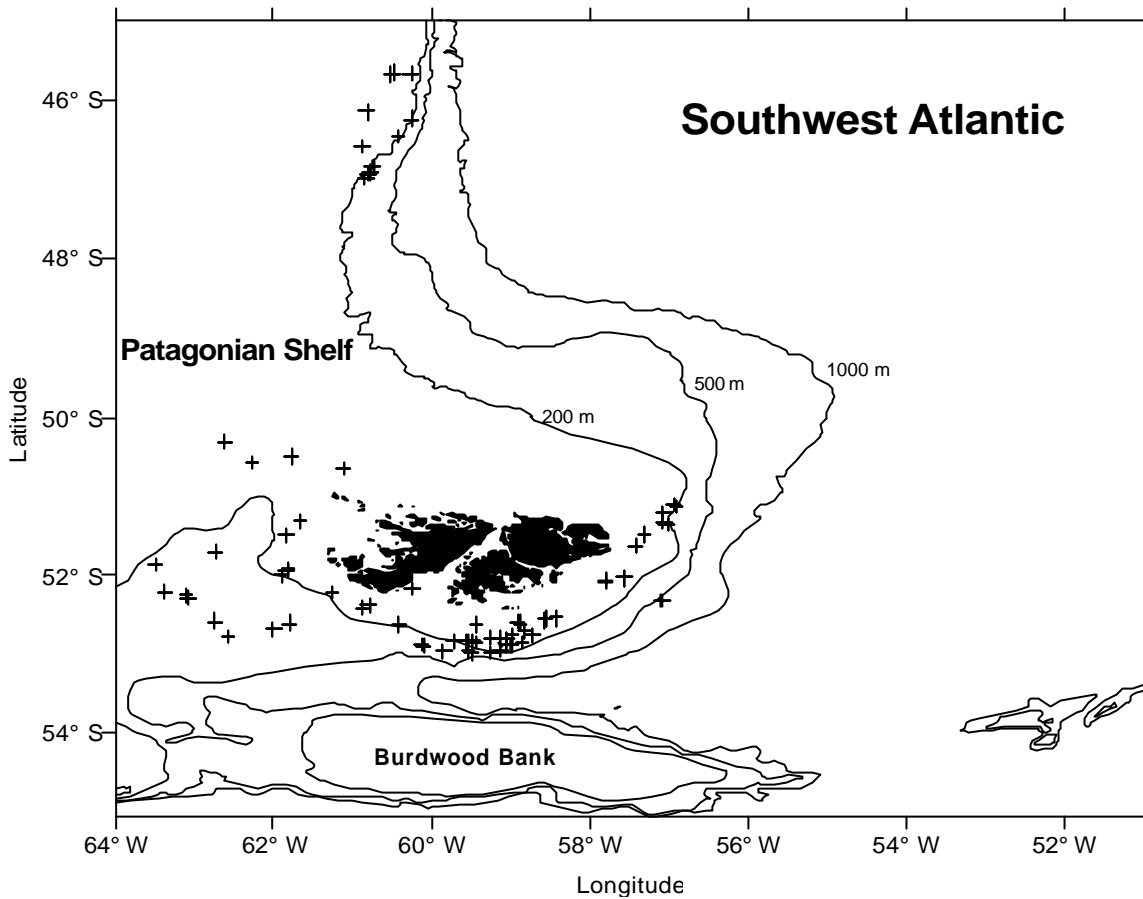 46° S
Southwest Atlantic
48° S
Patagonian Shelf
1000 m
500 m
200 m
50° S
Latitude
52° S
54° S
Burdwood Bank
64° W 62° W 60° W 58° W 56° W 54° W 52° W
Longitude